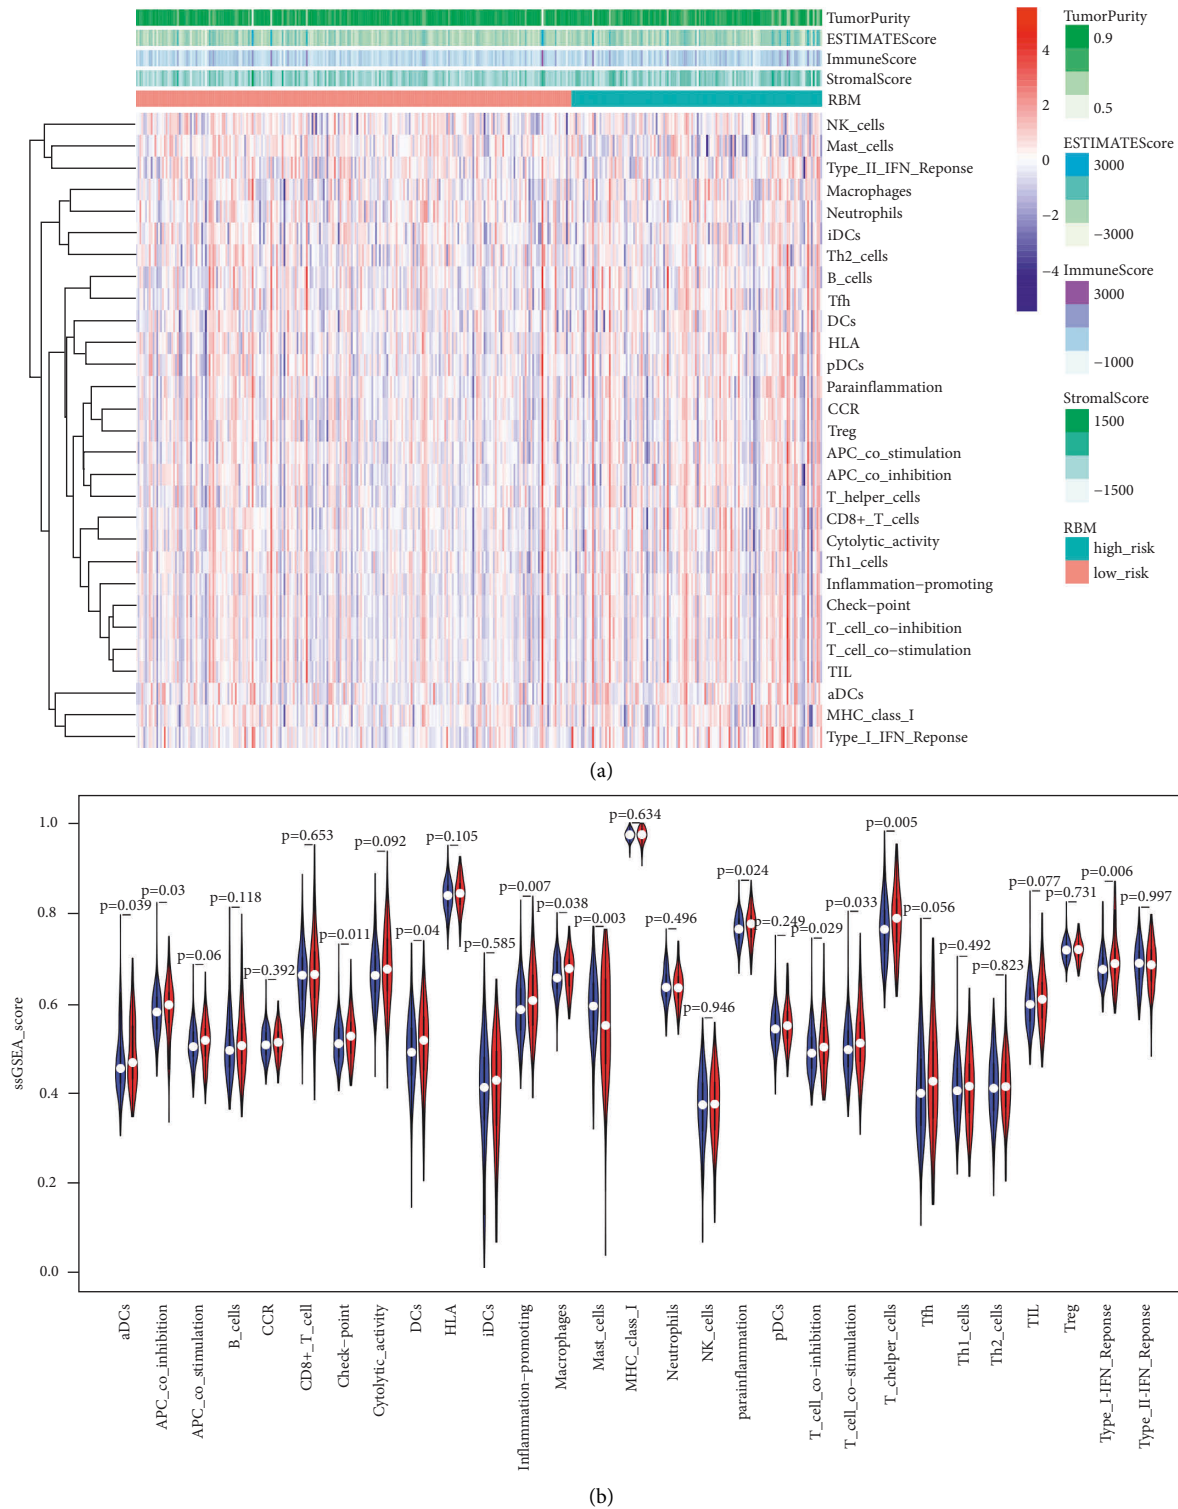 TumorPurity
ESTIMATEScore
ImmuneScore
StromalScore
RBM
NK_cells
Mast_cells
Type_II_IFN_Reponse
Macrophages
Neutrophils
iDCs
Th2_cells
B_cells
Tfh
DCs
HLA
pDCs
Parainflammation
CCR
Treg
APC_co_stimulation
APC_co_inhibition
T_helper_cells
CD8+_T_cells
Cytolytic_activity
Th1_cells
Inflammation−promoting
Check−point
T_cell_co−inhibition
T_cell_co−stimulation
TIL
aDCs
MHC_class_I
Type_I_IFN_Reponse
4
2
0
−2
−4
TumorPurity
0.9
0.5
ESTIMATEScore
3000
−3000
ImmuneScore
3000
−1000
StromalScore
1500
−1500
RBM
high_risk
low_risk
(a)
ssGSEA_score
1.0
0.8
0.6
0.4
0.2
0.0
p=0.039
p=0.03
p=0.06
p=0.118
p=0.392
p=0.653
p=0.011
p=0.092
p=0.04
p=0.105
p=0.585
p=0.007
p=0.038
p=0.003
p=0.634
p=0.496
p=0.946
p=0.024
p=0.249
p=0.029
p=0.033
p=0.005
p=0.056
p=0.492
p=0.823
p=0.077
p=0.731
p=0.006
p=0.997
aDCs
APC_co_inhibition
APC_co_stimulation
B_cells
CCR
CD8+_T_cell
Check−point
Cytolytic_activity
DCs
HLA
iDCs
Inflammation−promoting
Macrophages
Mast_cells
MHC_class_I
Neutrophils
NK_cells
parainflammation
pDCs
T_cell_co−inhibition
T_cell_co−stimulation
T_chelper_cells
Tfh
Th1_cells
Th2_cells
TIL
Treg
Type_I-IFN_Reponse
Type_II-IFN_Reponse
(b)